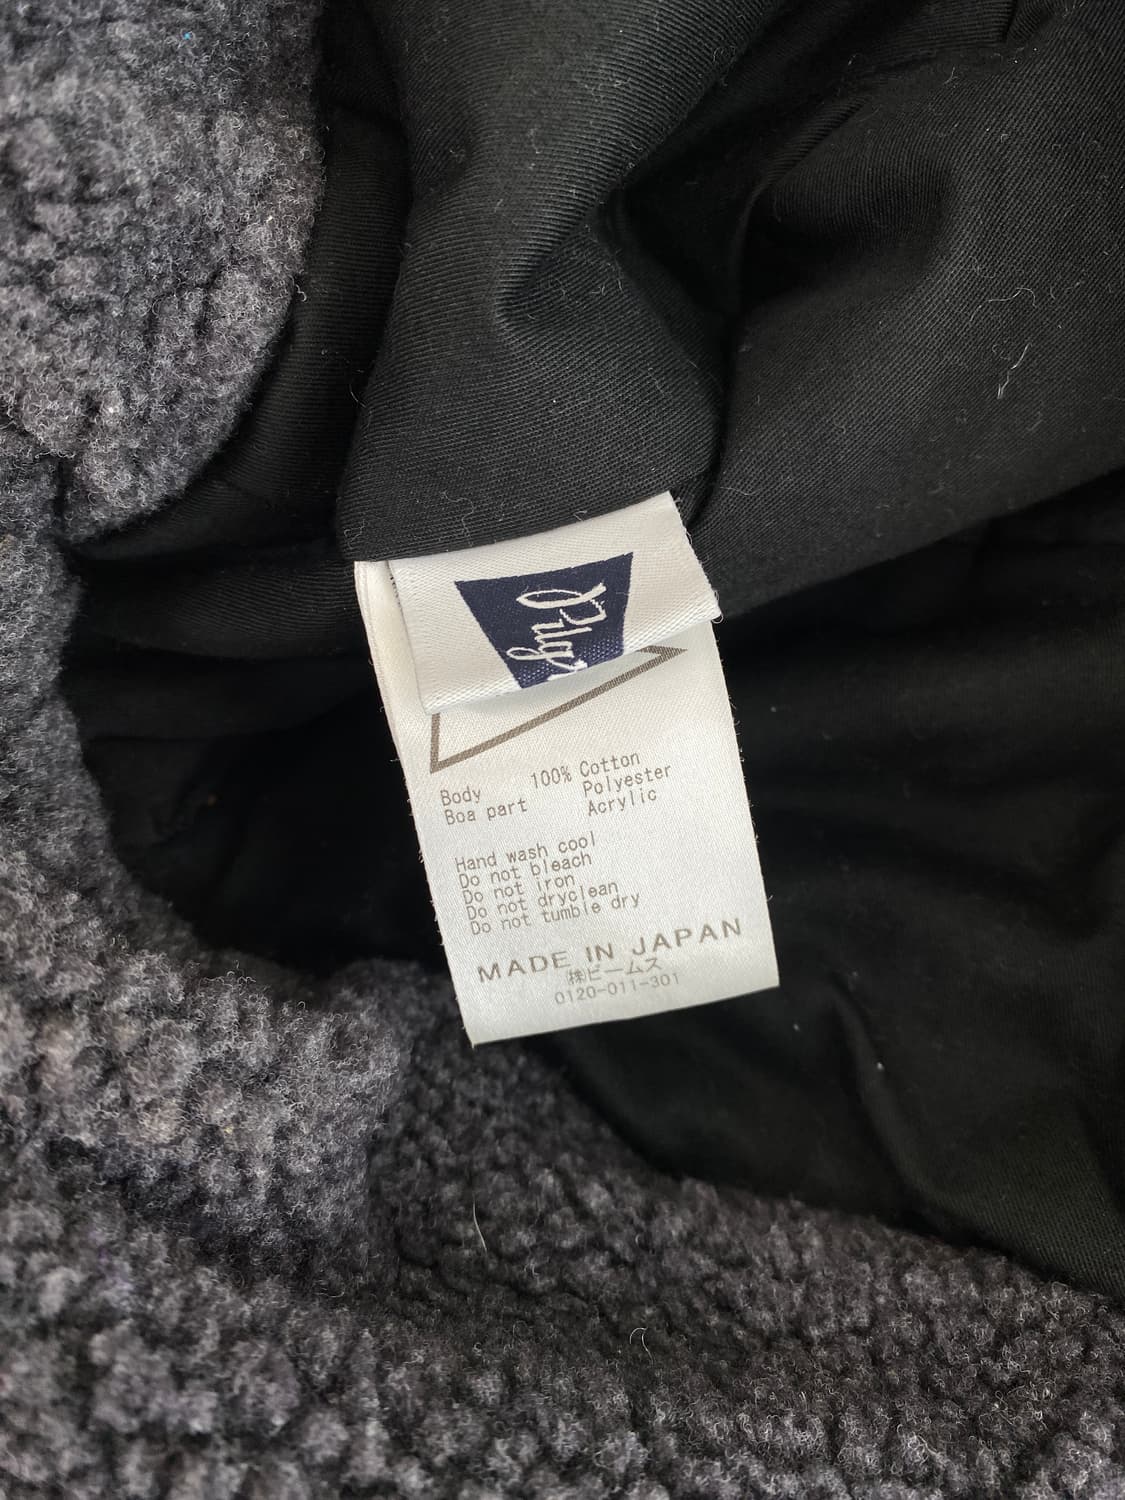 Body 100% Cotton
Boa part Polyester
Acrylic
Hand wash cool
Do not bleach
Do not iron
Do not dryclean
Do not tumble dry
MADE IN JAPAN
㈱ビームス
0120-011-301